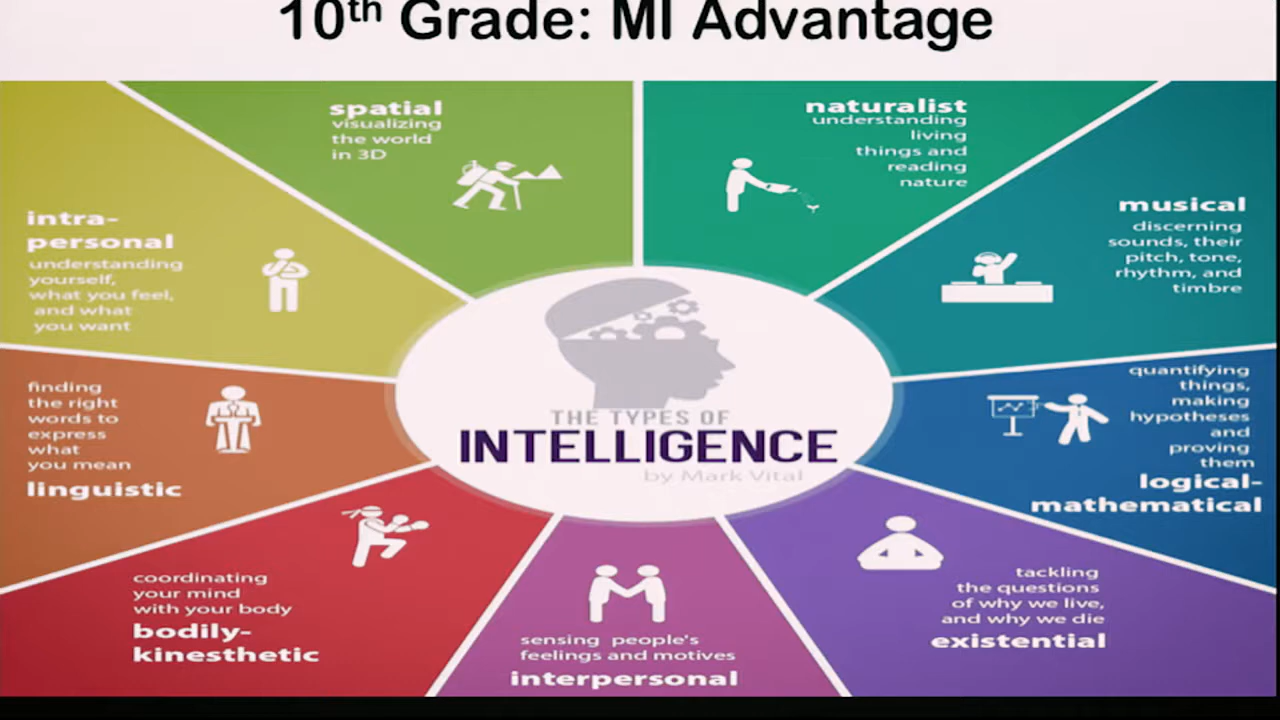 10th Grade: MI Advantage
spatial
visualizing
the world
in 3D
naturalist
understanding
living
things and
reading
nature
musical
discerning
sounds, their
pitch, tone,
rhythm, and
timbre
intra-
personal
understanding
yourself,
what you feel,
and what
you want
finding
the right
words to
express
what
you mean
linguistic
THE TYPES OF
INTELLIGENCE
by Mark Vital
quantifying
things,
making
hypotheses
and
proving
them
logical-
mathematical
coordinating
your mind
with your body
bodily-
kinesthetic
sensing people's
feelings and motives
interpersonal
tackling
the questions
of why we live,
and why we die
existential